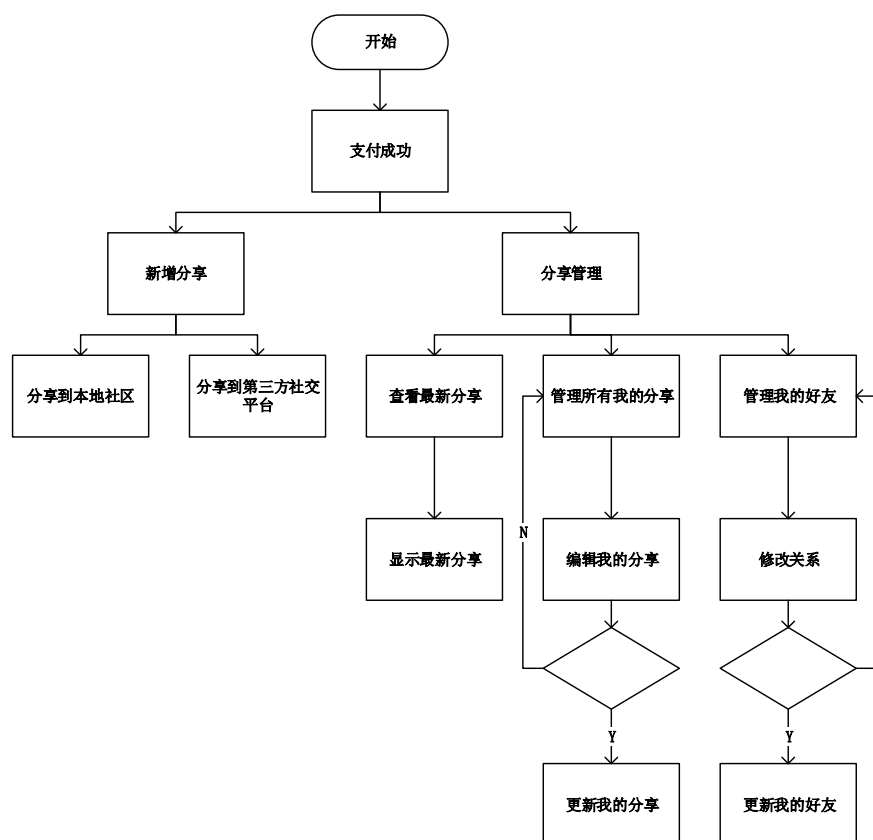 开始
支付成功
新增分享
分享管理
分享到本地社区
分享到第三方社交
平台
查看最新分享
管理所有我的分享
管理我的好友
显示最新分享
N
编辑我的分享
修改关系
Y
Y
更新我的分享
更新我的好友